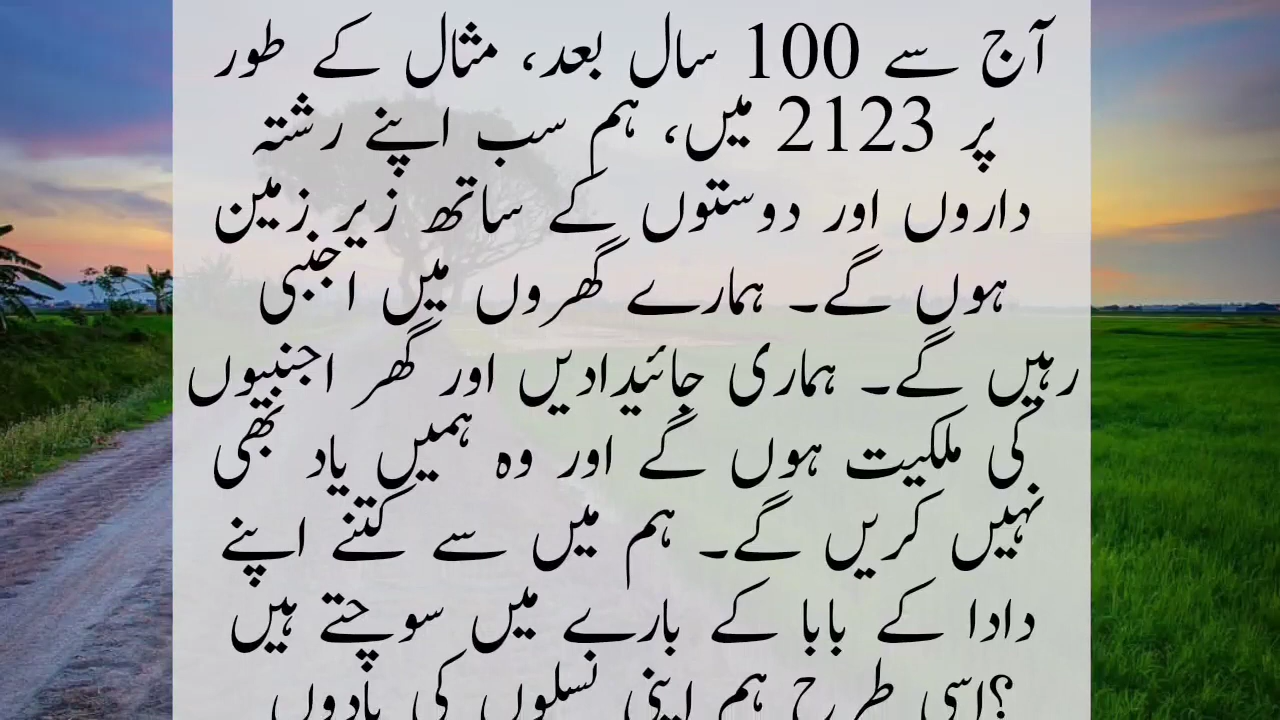 آج سے 100 سال بعد، مثال کے طور
پر 2123 میں، ہم سب اپنے رشتہ
داروں اور دوستوں کے ساتھ زیر زمین
ہوں گے۔ ہمارے گھروں میں اجنبی
رہیں گے۔ ہماری جائیدادیں اور گھر اجنبیوں
کی ملکیت ہوں گے اور وہ ہمیں یاد بھی
نہیں کریں گے۔ ہم میں سے کتنے اپنے
دادا کے بابا کے بارے میں سوچتے ہیں
؟اسی طرح ہم اپنی نسلوں کی یادوں